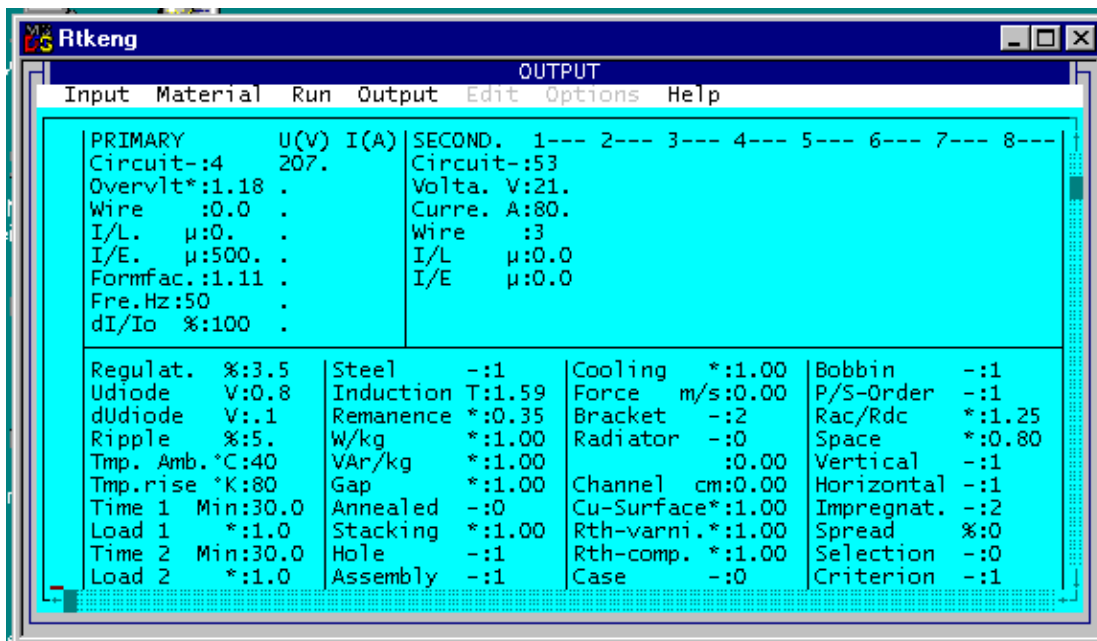 Rtkeng
OUTPUT
Input Material Run Output Edit Options Help
PRIMARY U(V) I(A) SECOND. 1--- 2--- 3--- 4--- 5--- 6--- 7--- 8---
Circuit-:4 207. Circuit-:53
Overvlt*:1.18 . Volta. V:21.
Wire :0.0 . Curre. A:80.
I/L. µ:0. . Wire :3
I/E. µ:500. . I/L µ:0.0
Formfac.:1.11 . I/E µ:0.0
Fre.Hz:50 .
dI/Io %:100 .
Regulat. %:3.5 Steel -:1 Cooling *:1.00 Bobbin -:1
Udiode V:0.8 Induction T:1.59 Force m/s:0.00 P/S-Order -:1
dUdiode V:.1 Remanence *:0.35 Bracket -:2 Rac/Rdc *:1.25
Ripple %:5. W/kg *:1.00 Radiator -:0 Space *:0.80
Tmp. Amb.°C:40 VAr/kg *:1.00 :0.00 Vertical -:1
Tmp.rise °K:80 Gap *:1.00 Channel cm:0.00 Horizontal -:1
Time 1 Min:30.0 Annealed -:0 Cu-Surface*:1.00 Impregnat. -:2
Load 1 *:1.0 Stacking *:1.00 Rth-varni.*:1.00 Spread %:0
Time 2 Min:30.0 Hole -:1 Rth-comp. *:1.00 Selection -:0
Load 2 *:1.0 Assembly -:1 Case -:0 Criterion -:1